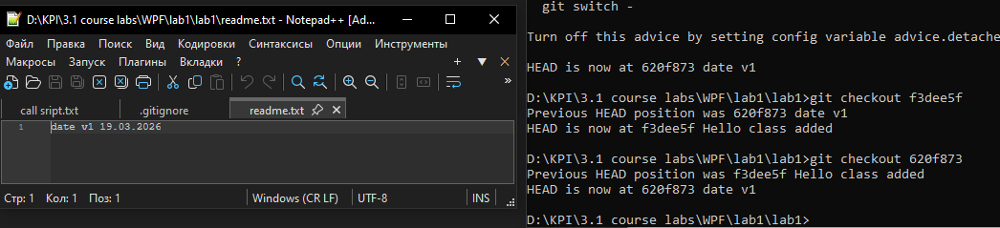 D:\KPI\3.1 course labs\WPF\lab1\lab1\readme.txt - Notepad++ [Ad...
Файл Правка Поиск Вид Кодировки Синтаксисы Опции Инструменты
Макросы Запуск Плагины Вкладки ?
call sript.txt .gitignore readme.txt
1 date v1 19.03.2026
Стр: 1 Кол: 1 Поз: 1 Windows (CR LF) UTF-8 INS
git switch -
Turn off this advice by setting config variable advice.detache
HEAD is now at 620f873 date v1
D:\KPI\3.1 course labs\WPF\lab1\lab1>git checkout f3dee5f
Previous HEAD position was 620f873 date v1
HEAD is now at f3dee5f Hello class added
D:\KPI\3.1 course labs\WPF\lab1\lab1>git checkout 620f873
Previous HEAD position was f3dee5f Hello class added
HEAD is now at 620f873 date v1
D:\KPI\3.1 course labs\WPF\lab1\lab1>